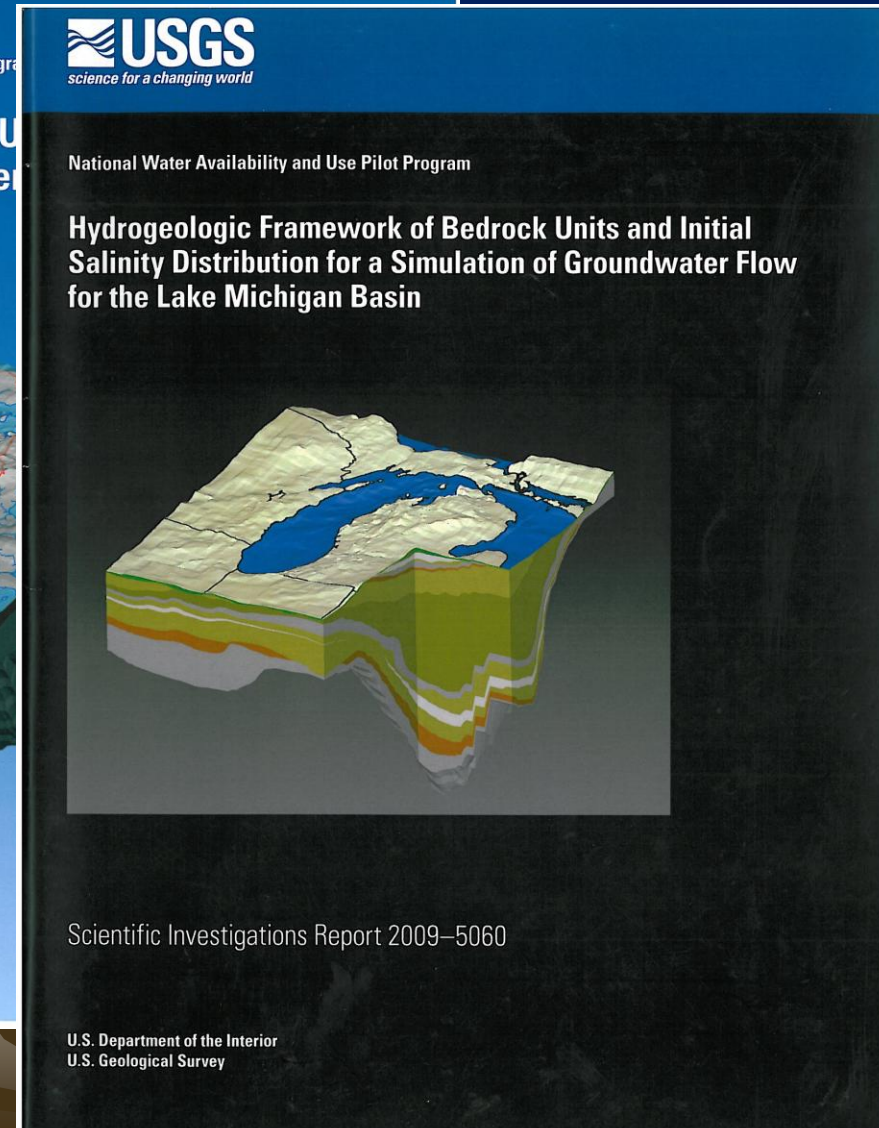 USGS
science for a changing world
National Water Availability and Use Pilot Program
Hydrogeologic Framework of Bedrock Units and Initial
Salinity Distribution for a Simulation of Groundwater Flow
for the Lake Michigan Basin
Scientific Investigations Report 2009–5060
U.S. Department of the Interior
U.S. Geological Survey